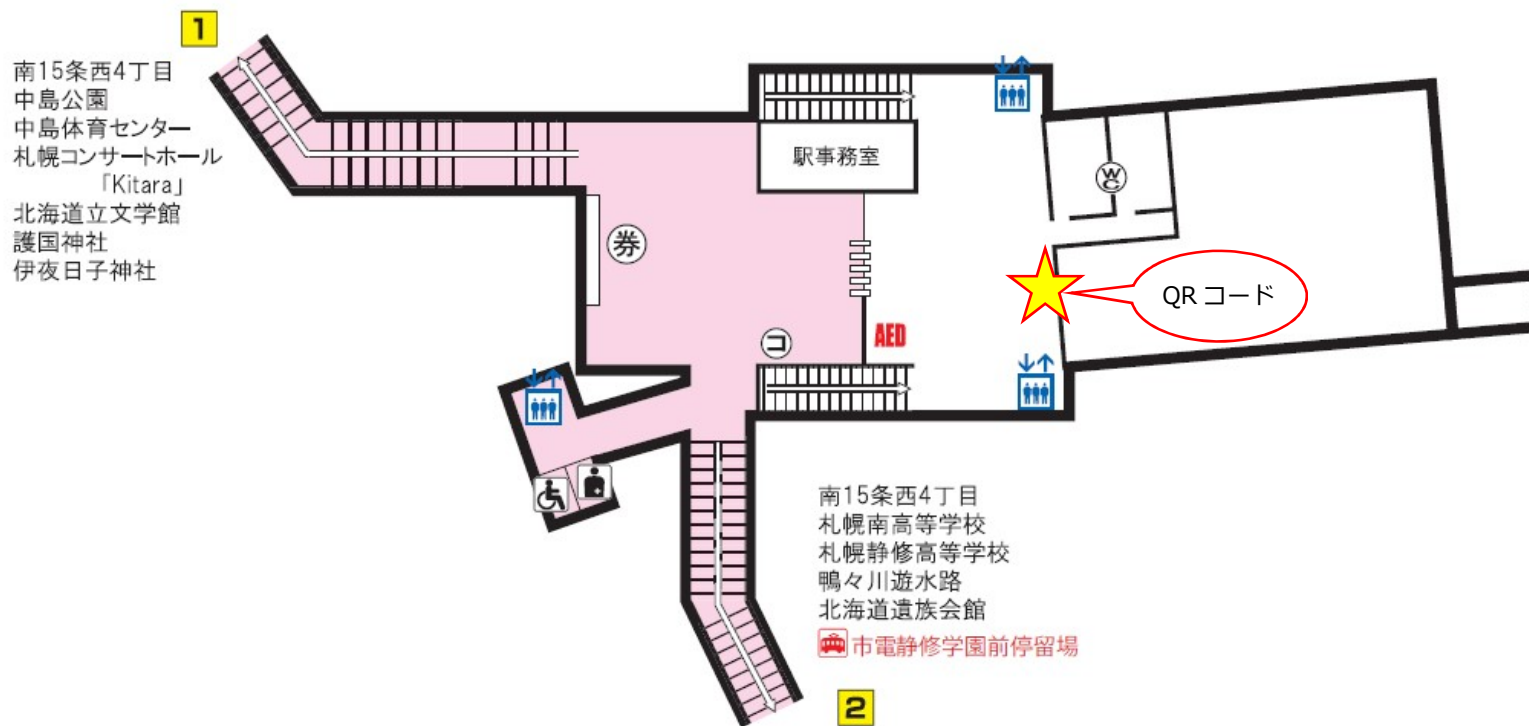 1
南15条西4丁目
中島公園
中島体育センター
札幌コンサートホール
「Kitara」
北海道立文学館
護国神社
伊夜日子神社
駅事務室
WC
券
QRコード
コ
AED
南15条西4丁目
札幌南高等学校
札幌静修高等学校
鴨々川遊水路
北海道遺族会館
市電静修学園前停留場
2